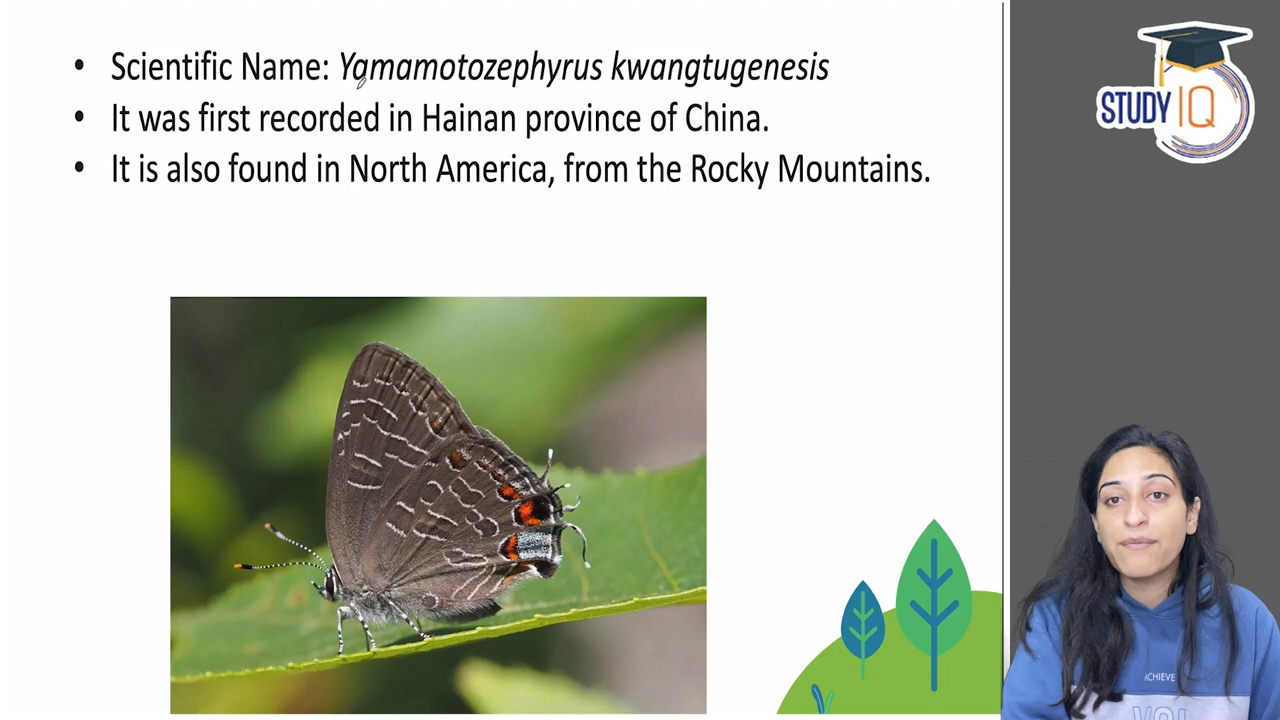 • Scientific Name: Yamamotozephyrus kwangtugenesis
• It was first recorded in Hainan province of China.
• It is also found in North America, from the Rocky Mountains.
STUDY IQ
ACHIEVE